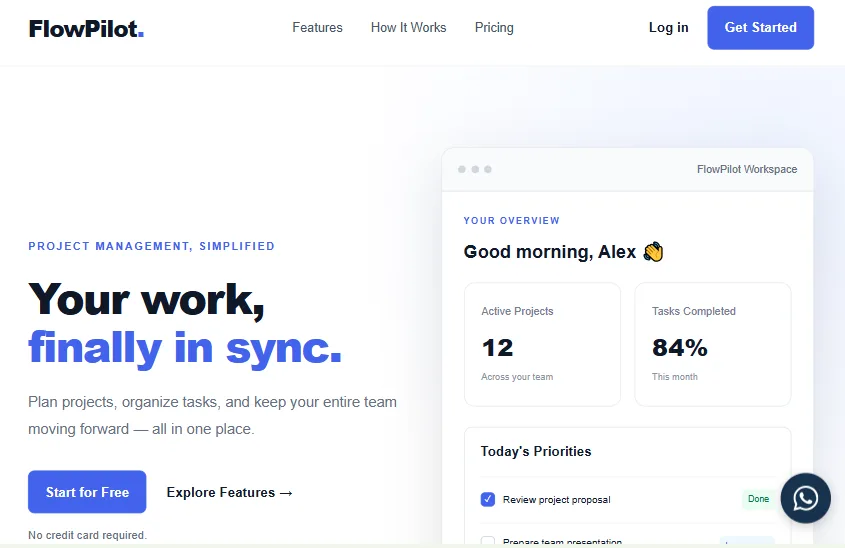 FlowPilot.
Features
How It Works
Pricing
Log in
Get Started
PROJECT MANAGEMENT, SIMPLIFIED
Your work,
finally in sync.
Plan projects, organize tasks, and keep your entire team
moving forward — all in one place.
Start for Free
Explore Features →
No credit card required.
FlowPilot Workspace
YOUR OVERVIEW
Good morning, Alex 👋
Active Projects
12
Across your team
Tasks Completed
84%
This month
Today's Priorities
Review project proposal
Done
Prepare team presentation